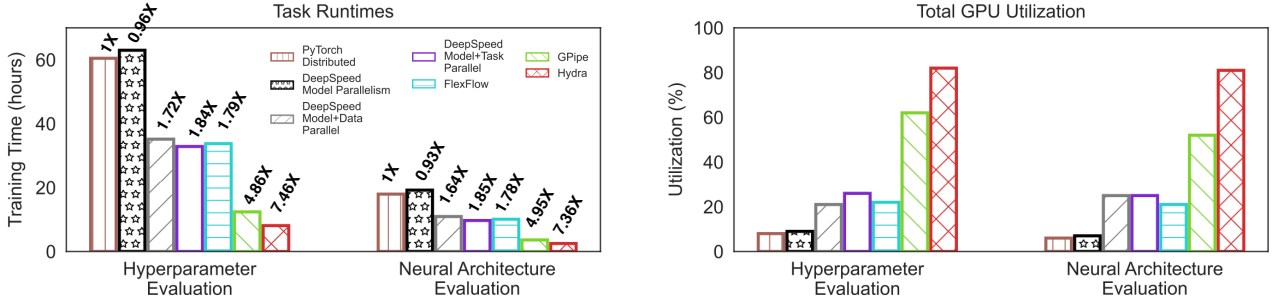 Task Runtimes
Training Time (hours)
60
40
20
0
1X
0.96X
1.72X
1.84X
1.79X
4.86X
7.46X
1X
0.93X
1.64X
1.85X
1.78X
4.95X
7.36X
PyTorch
Distributed
DeepSpeed
Model Parallelism
DeepSpeed
Model+Data
Parallel
DeepSpeed
Model+Task
Parallel
FlexFlow
GPipe
Hydra
Hyperparameter
Evaluation
Neural Architecture
Evaluation
Total GPU Utilization
Utilization (%)
100
80
60
40
20
0
Hyperparameter
Evaluation
Neural Architecture
Evaluation